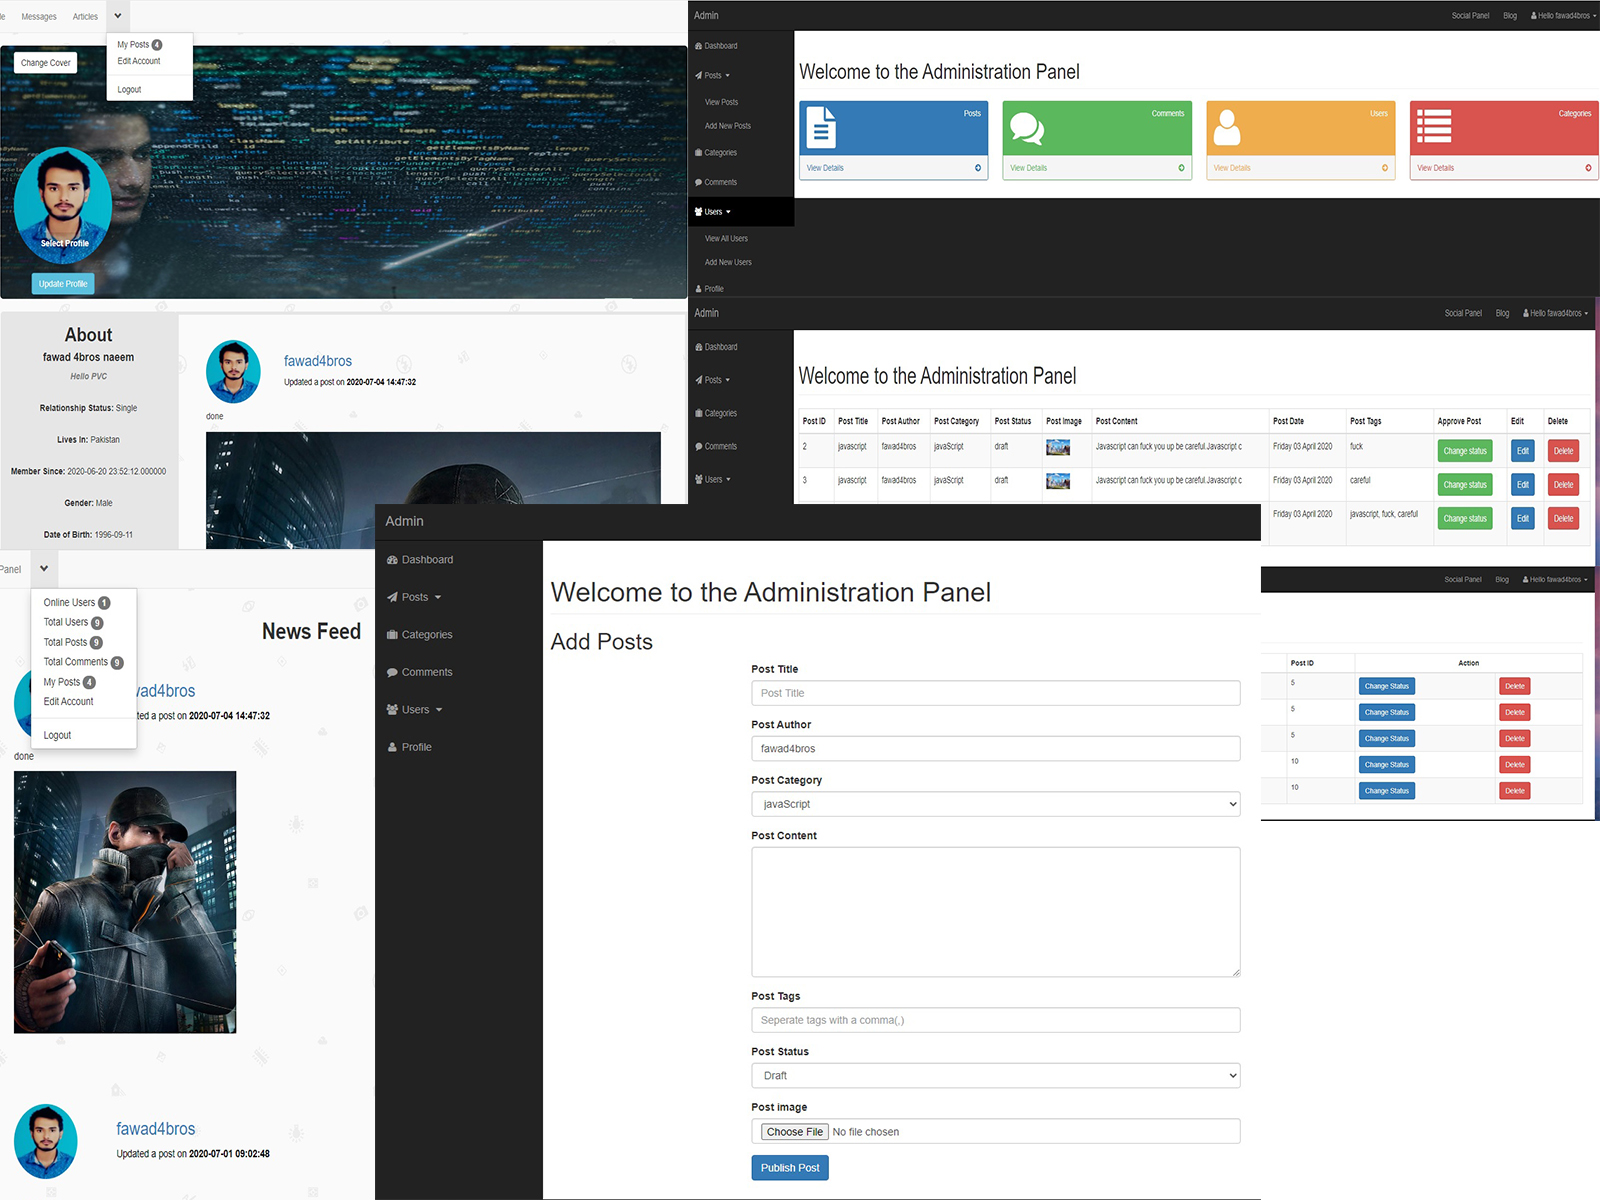 Messages Articles
My Posts 4
Edit Account
Logout
Change Cover
Select Profile
Update Profile
About
fawad 4bros naeem
Hello PVC
Relationship Status: Single
Lives In: Pakistan
Member Since: 2020-06-20 23:52:12.000000
Gender: Male
Date of Birth: 1996-09-11
fawad4bros
Updated a post on 2020-07-04 14:47:32
done
Admin
Social Panel Blog Hello fawad4bros
Dashboard
Posts
View Posts
Add New Posts
Categories
Comments
Users
View All Users
Add New Users
Profile
Welcome to the Administration Panel
Posts
View Details
Comments
View Details
Users
View Details
Categories
View Details
Admin
Social Panel Blog Hello fawad4bros
Dashboard
Posts
Categories
Comments
Users
Welcome to the Administration Panel
Post ID Post Title Post Author Post Category Post Status Post Image Post Content Post Date Post Tags Approve Post Edit Delete
2 javascript fawad4bros javaScript draft Javascript can fuck you up be careful.Javascript c Friday 03 April 2020 fuck Change status Edit Delete
3 javascript fawad4bros javaScript draft Javascript can fuck you up be careful.Javascript c Friday 03 April 2020 careful Change status Edit Delete
Friday 03 April 2020 javascript, fuck, careful Change status Edit Delete
Panel
Online Users 1
Total Users 9
Total Posts 9
Total Comments 9
My Posts 4
Edit Account
Logout
News Feed
wad4bros
ted a post on 2020-07-04 14:47:32
done
fawad4bros
Updated a post on 2020-07-01 09:02:48
Admin
Dashboard
Posts
Categories
Comments
Users
Profile
Welcome to the Administration Panel
Add Posts
Post Title
Post Title
Post Author
fawad4bros
Post Category
javaScript
Post Content
Post Tags
Seperate tags with a comma(,)
Post Status
Draft
Post image
Choose File No file chosen
Publish Post
Social Panel Blog Hello fawad4bros
Post ID Action
5 Change Status Delete
5 Change Status Delete
5 Change Status Delete
10 Change Status Delete
10 Change Status Delete